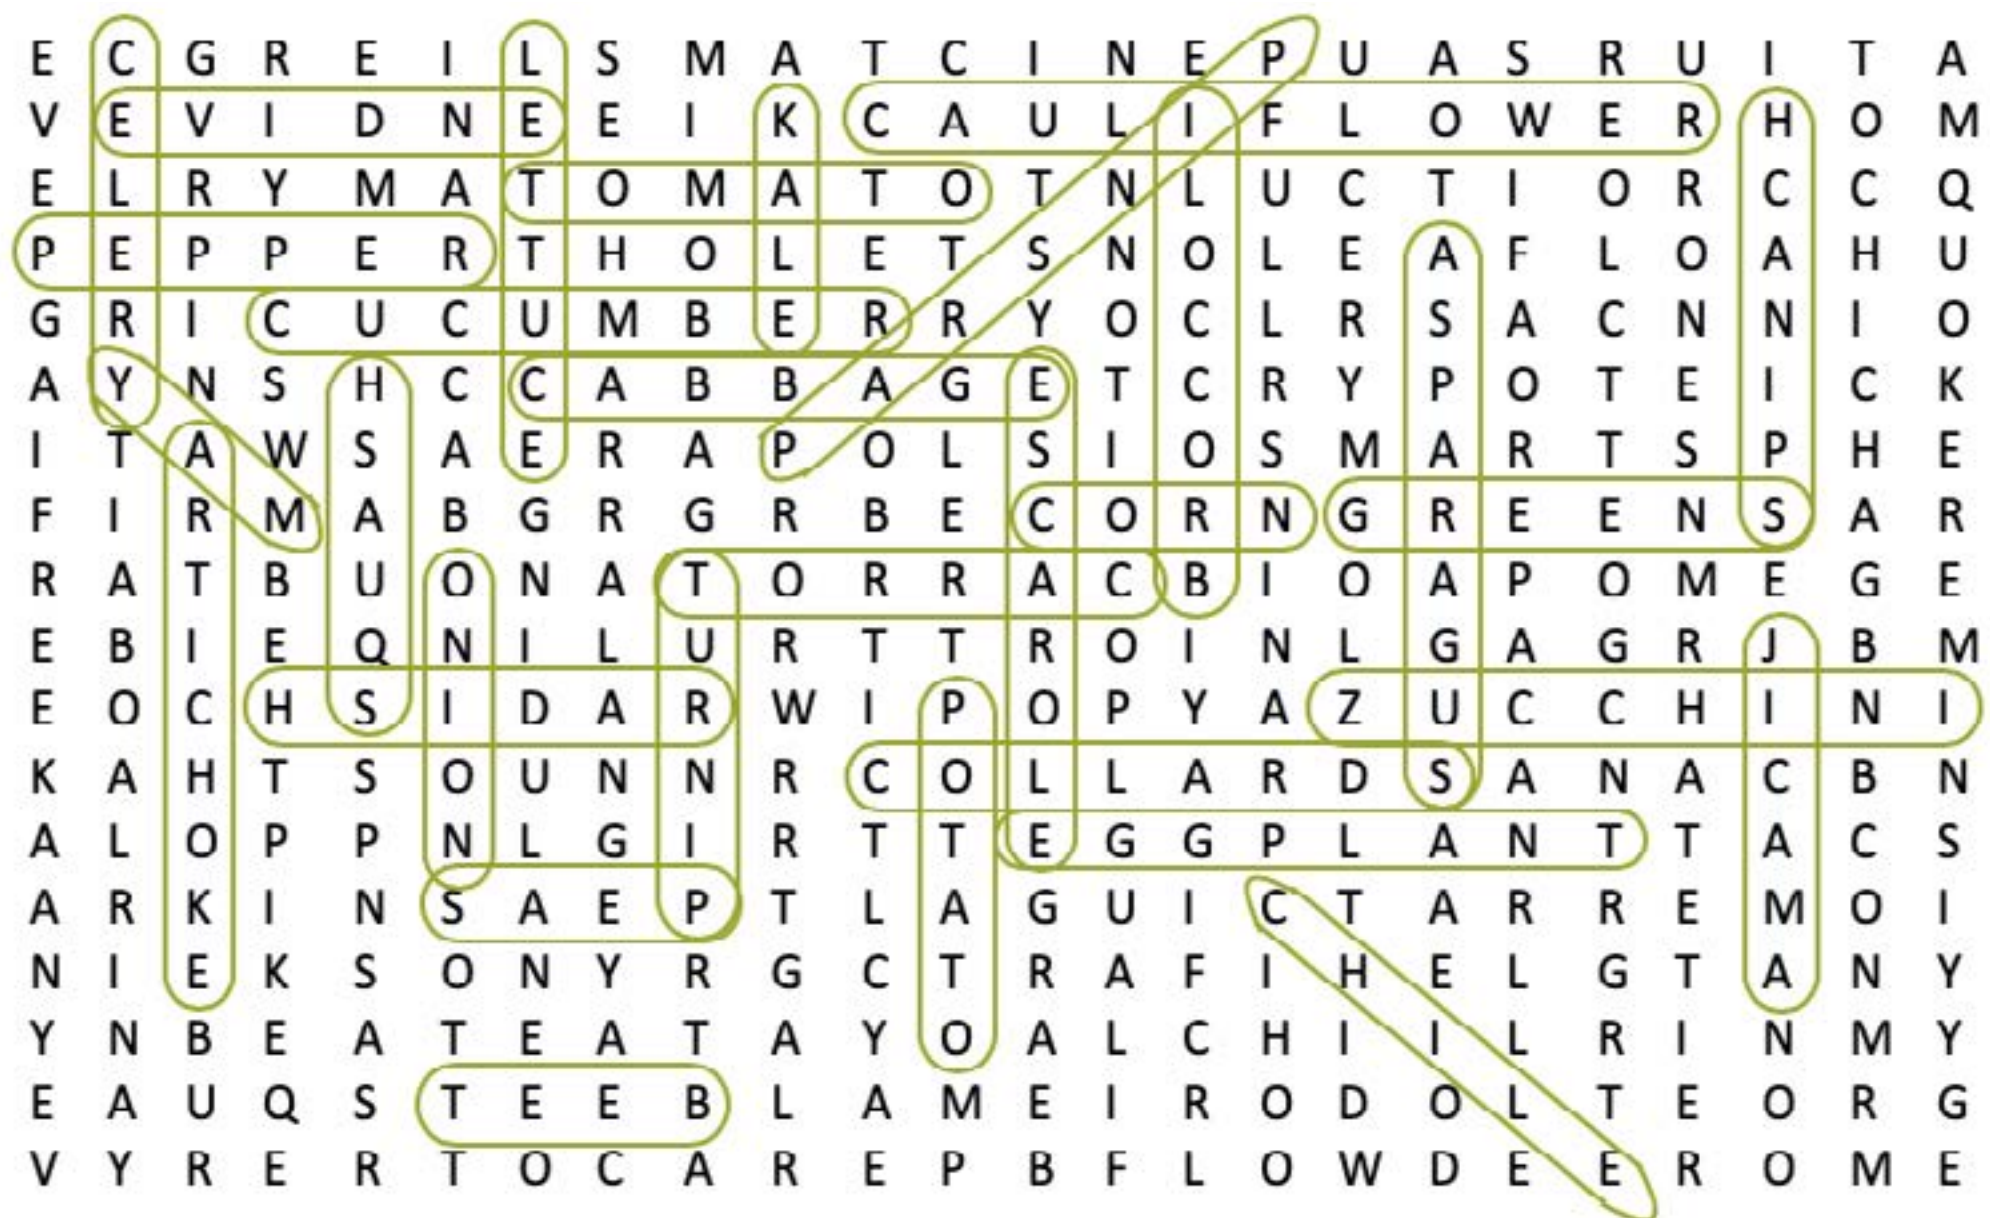 E C G R E I L S M A T C I N E P U A S R U I T A
V E V I D N E E I K C A U L I F L O W E R H O M
E L R Y M A T O M A T O T N L U C T I O R C C Q
P E P P E R T H O L E T S N O L E A F L O A H U
G R I C U C U M B E R R Y O C L R S A C N N I O
A Y N S H C C A B B A G E T C R Y P O T E I C K
I T A W S A E R A P O L S I O S M A R T S P H E
F I R M A B G R G R B E C O R N G R E E N S A R
R A T B U O N A T O R R A C B I O A P O M E G E
E B I E Q N I L U R T T R O I N L G A G R J B M
E O C H S I D A R W I P O P Y A Z U C C H I N I
K A H T S O U N N R C O L L A R D S A N A C B N
A L O P P N L G I R T T E G G P L A N T T A C S
A R K I N S A E P T L A G U I C T A R R E M O I
N I E K S O N Y R G C T R A F I H E L G T A N Y
Y N B E A T E A T A Y O A L C H I I L R I N M Y
E A U Q S T E E B L A M E I R O D O L T E O R G
V Y R E R T O C A R E P B F L O W D E E R O M E